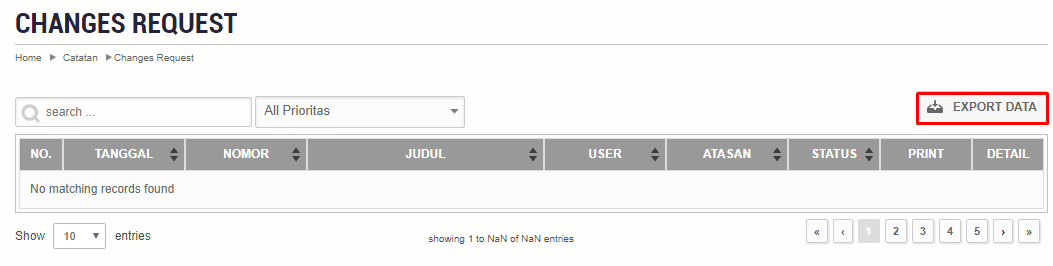 CHANGES REQUEST
Home Catatan Changes Request
search ... All Prioritas EXPORT DATA
NO. TANGGAL NOMOR JUDUL USER ATASAN STATUS PRINT DETAIL
No matching records found
Show 10 entries showing 1 to NaN of NaN entries « ‹ 1 2 3 4 5 › »